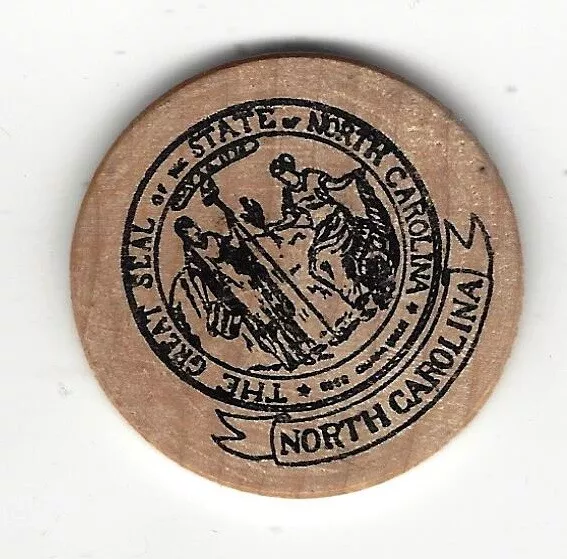 THE GREAT SEAL OF THE STATE OF NORTH CAROLINA
NORTH CAROLINA